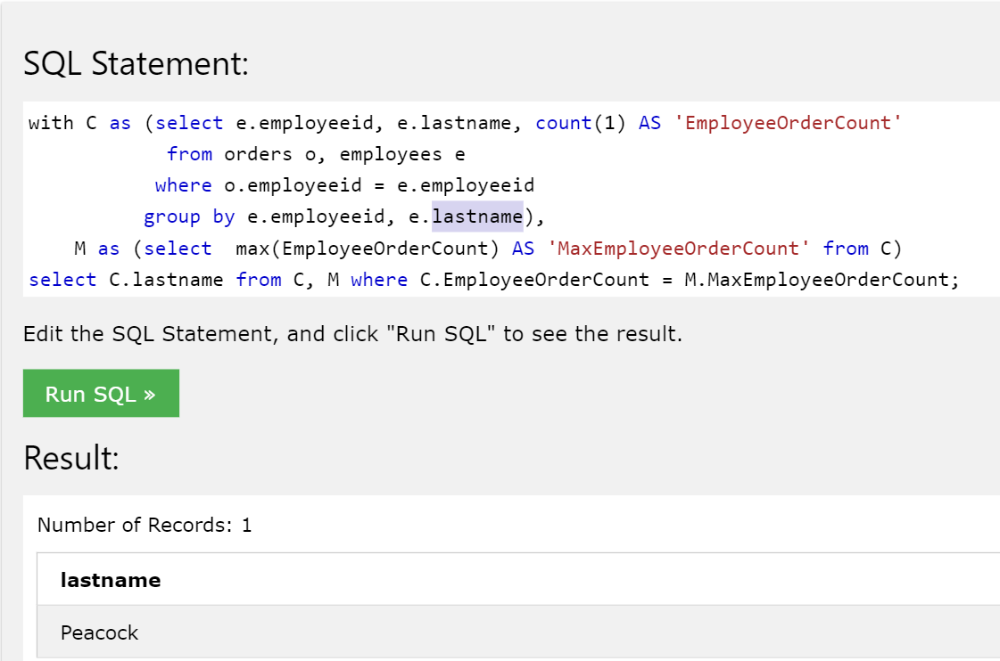 SQL Statement:
with C as (select e.employeeid, e.lastname, count(1) AS 'EmployeeOrderCount'
from orders o, employees e
where o.employeeid = e.employeeid
group by e.employeeid, e.lastname),
M as (select  max(EmployeeOrderCount) AS 'MaxEmployeeOrderCount' from C)
select C.lastname from C, M where C.EmployeeOrderCount = M.MaxEmployeeOrderCount;
Edit the SQL Statement, and click "Run SQL" to see the result.
Run SQL »
Result:
Number of Records: 1
lastname
Peacock